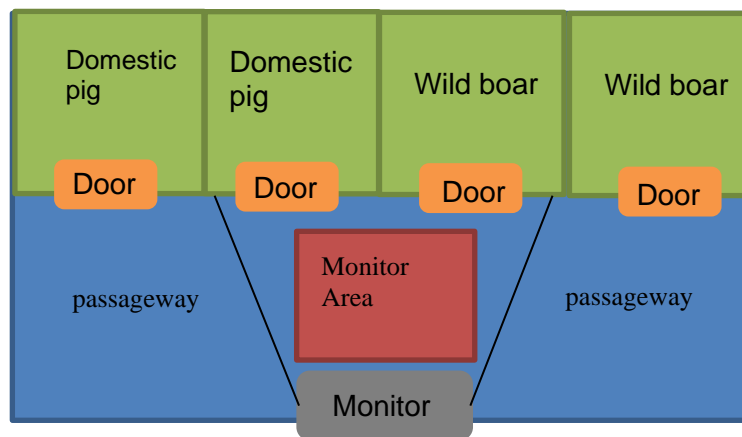 Domestic
pig
Domestic
pig
Wild boar
Wild boar
Door
Door
Door
Door
Monitor
Area
passageway
passageway
Monitor